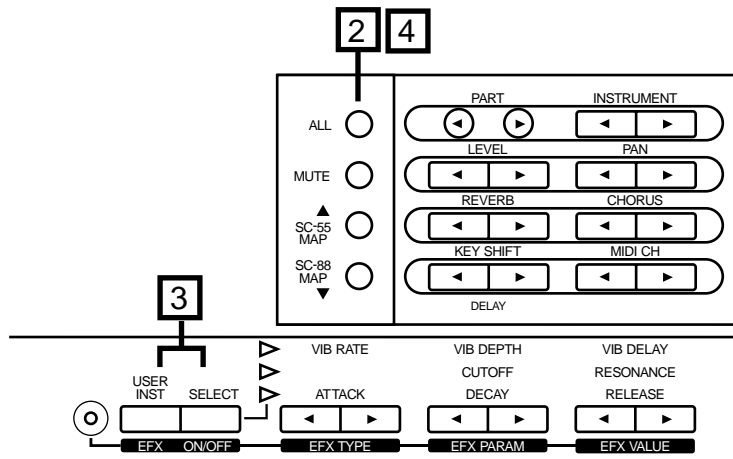 2 4
PART INSTRUMENT
ALL
LEVEL PAN
MUTE
REVERB CHORUS
SC-55
MAP
KEY SHIFT MIDI CH
SC-88
MAP
DELAY
3
VIB RATE VIB DEPTH VIB DELAY
CUTOFF RESONANCE
USER
INST SELECT ATTACK DECAY RELEASE
EFX ON/OFF EFX TYPE EFX PARAM EFX VALUE